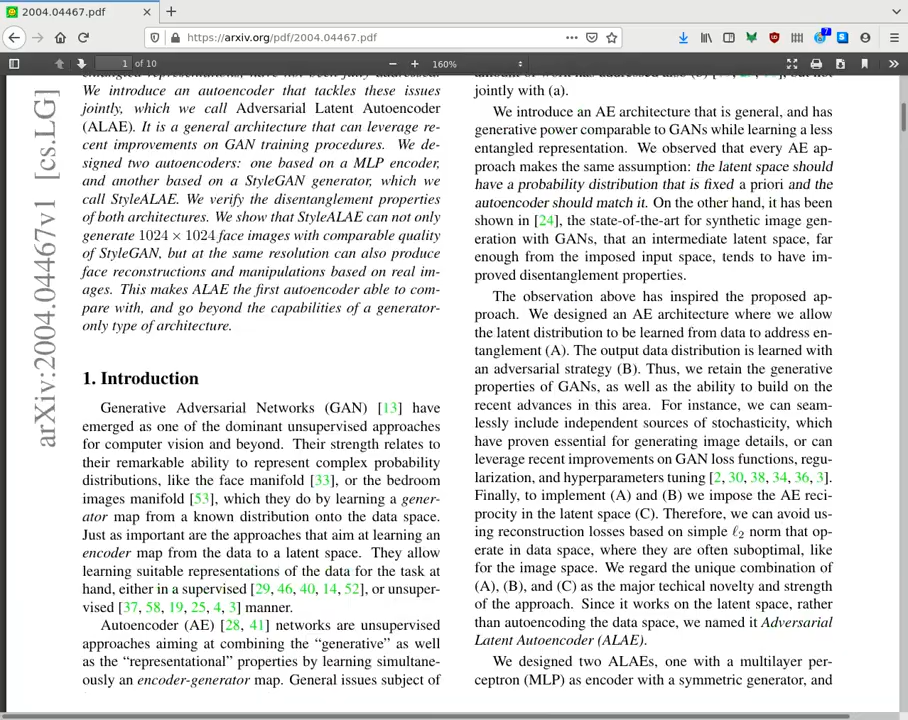 2004.04467.pdf
https://arxiv.org/pdf/2004.04467.pdf
7
1 of 10
160%
arXiv:2004.04467v1 [cs.LG]
We introduce an autoencoder that tackles these issues
jointly, which we call Adversarial Latent Autoencoder
(ALAE). It is a general architecture that can leverage re-
cent improvements on GAN training procedures. We de-
signed two autoencoders: one based on a MLP encoder,
and another based on a StyleGAN generator, which we
call StyleALAE. We verify the disentanglement properties
of both architectures. We show that StyleALAE can not only
generate 1024 × 1024 face images with comparable quality
of StyleGAN, but at the same resolution can also produce
face reconstructions and manipulations based on real im-
ages. This makes ALAE the first autoencoder able to com-
pare with, and go beyond the capabilities of a generator-
only type of architecture.
1. Introduction
Generative Adversarial Networks (GAN) [13] have
emerged as one of the dominant unsupervised approaches
for computer vision and beyond. Their strength relates to
their remarkable ability to represent complex probability
distributions, like the face manifold [33], or the bedroom
images manifold [53], which they do by learning a gener-
ator map from a known distribution onto the data space.
Just as important are the approaches that aim at learning an
encoder map from the data to a latent space. They allow
learning suitable representations of the data for the task at
hand, either in a supervised [29, 46, 40, 14, 52], or unsuper-
vised [37, 58, 19, 25, 4, 3] manner.
Autoencoder (AE) [28, 41] networks are unsupervised
approaches aiming at combining the “generative” as well
as the “representational” properties by learning simultane-
ously an encoder-generator map. General issues subject of
jointly with (a).
We introduce an AE architecture that is general, and has
generative power comparable to GANs while learning a less
entangled representation. We observed that every AE ap-
proach makes the same assumption: the latent space should
have a probability distribution that is fixed a priori and the
autoencoder should match it. On the other hand, it has been
shown in [24], the state-of-the-art for synthetic image gen-
eration with GANs, that an intermediate latent space, far
enough from the imposed input space, tends to have im-
proved disentanglement properties.
The observation above has inspired the proposed ap-
proach. We designed an AE architecture where we allow
the latent distribution to be learned from data to address en-
tanglement (A). The output data distribution is learned with
an adversarial strategy (B). Thus, we retain the generative
properties of GANs, as well as the ability to build on the
recent advances in this area. For instance, we can seam-
lessly include independent sources of stochasticity, which
have proven essential for generating image details, or can
leverage recent improvements on GAN loss functions, regu-
larization, and hyperparameters tuning [2, 30, 38, 34, 36, 3].
Finally, to implement (A) and (B) we impose the AE reci-
procity in the latent space (C). Therefore, we can avoid us-
ing reconstruction losses based on simple ℓ2 norm that op-
erate in data space, where they are often suboptimal, like
for the image space. We regard the unique combination of
(A), (B), and (C) as the major techical novelty and strength
of the approach. Since it works on the latent space, rather
than autoencoding the data space, we named it Adversarial
Latent Autoencoder (ALAE).
We designed two ALAEs, one with a multilayer per-
ceptron (MLP) as encoder with a symmetric generator, and